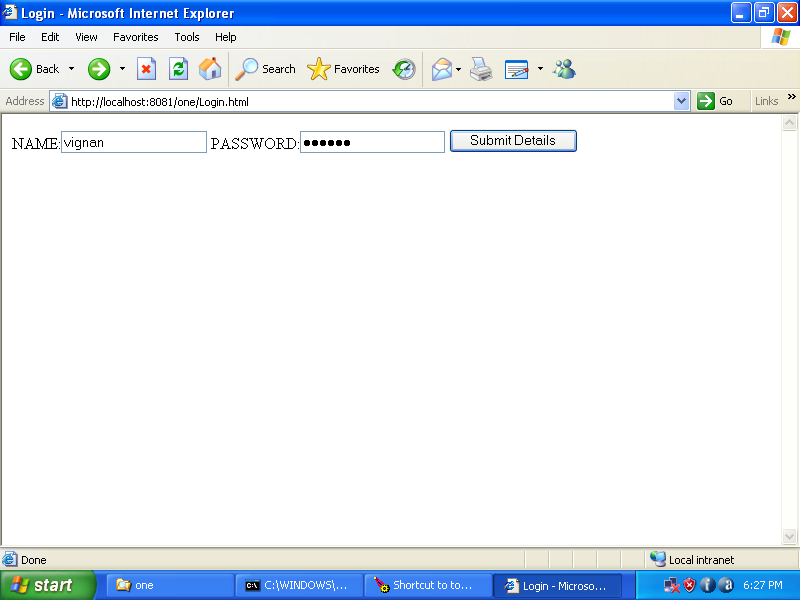 Login - Microsoft Internet Explorer
File Edit View Favorites Tools Help
Back Search Favorites
Address http://localhost:8081/one/Login.html Go Links »
NAME: vignan PASSWORD: ●●●●●● Submit Details
Done Local intranet
start one C:\WINDOWS\... Shortcut to to... Login - Microso... 6:27 PM